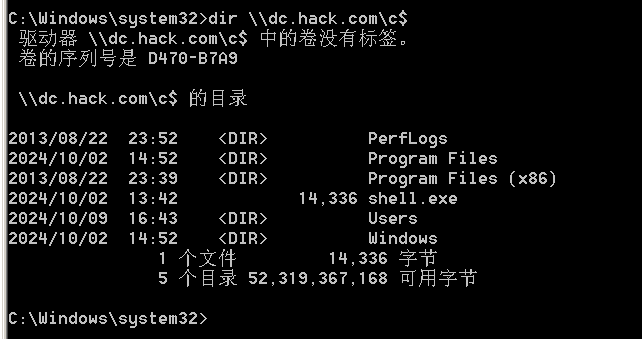 C:\Windows\system32>dir \\dc.hack.com\c$
驱动器 \\dc.hack.com\c$ 中的卷没有标签。
卷的序列号是 D470-B7A9
\\dc.hack.com\c$ 的目录
2013/08/22  23:52    <DIR>          PerfLogs
2024/10/02  14:52    <DIR>          Program Files
2013/08/22  23:39    <DIR>          Program Files (x86)
2024/10/02  13:42            14,336 shell.exe
2024/10/09  16:43    <DIR>          Users
2024/10/02  14:52    <DIR>          Windows
1 个文件         14,336 字节
5 个目录 52,319,367,168 可用字节
C:\Windows\system32>